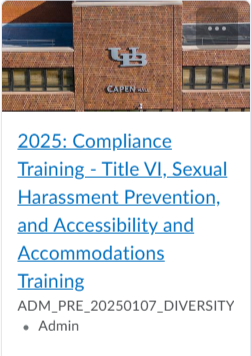 UB
CAPEN
2025: Compliance
Training - Title VI, Sexual
Harassment Prevention,
and Accessibility and
Accommodations
Training
ADM_PRE_20250107_DIVERSITY
• Admin